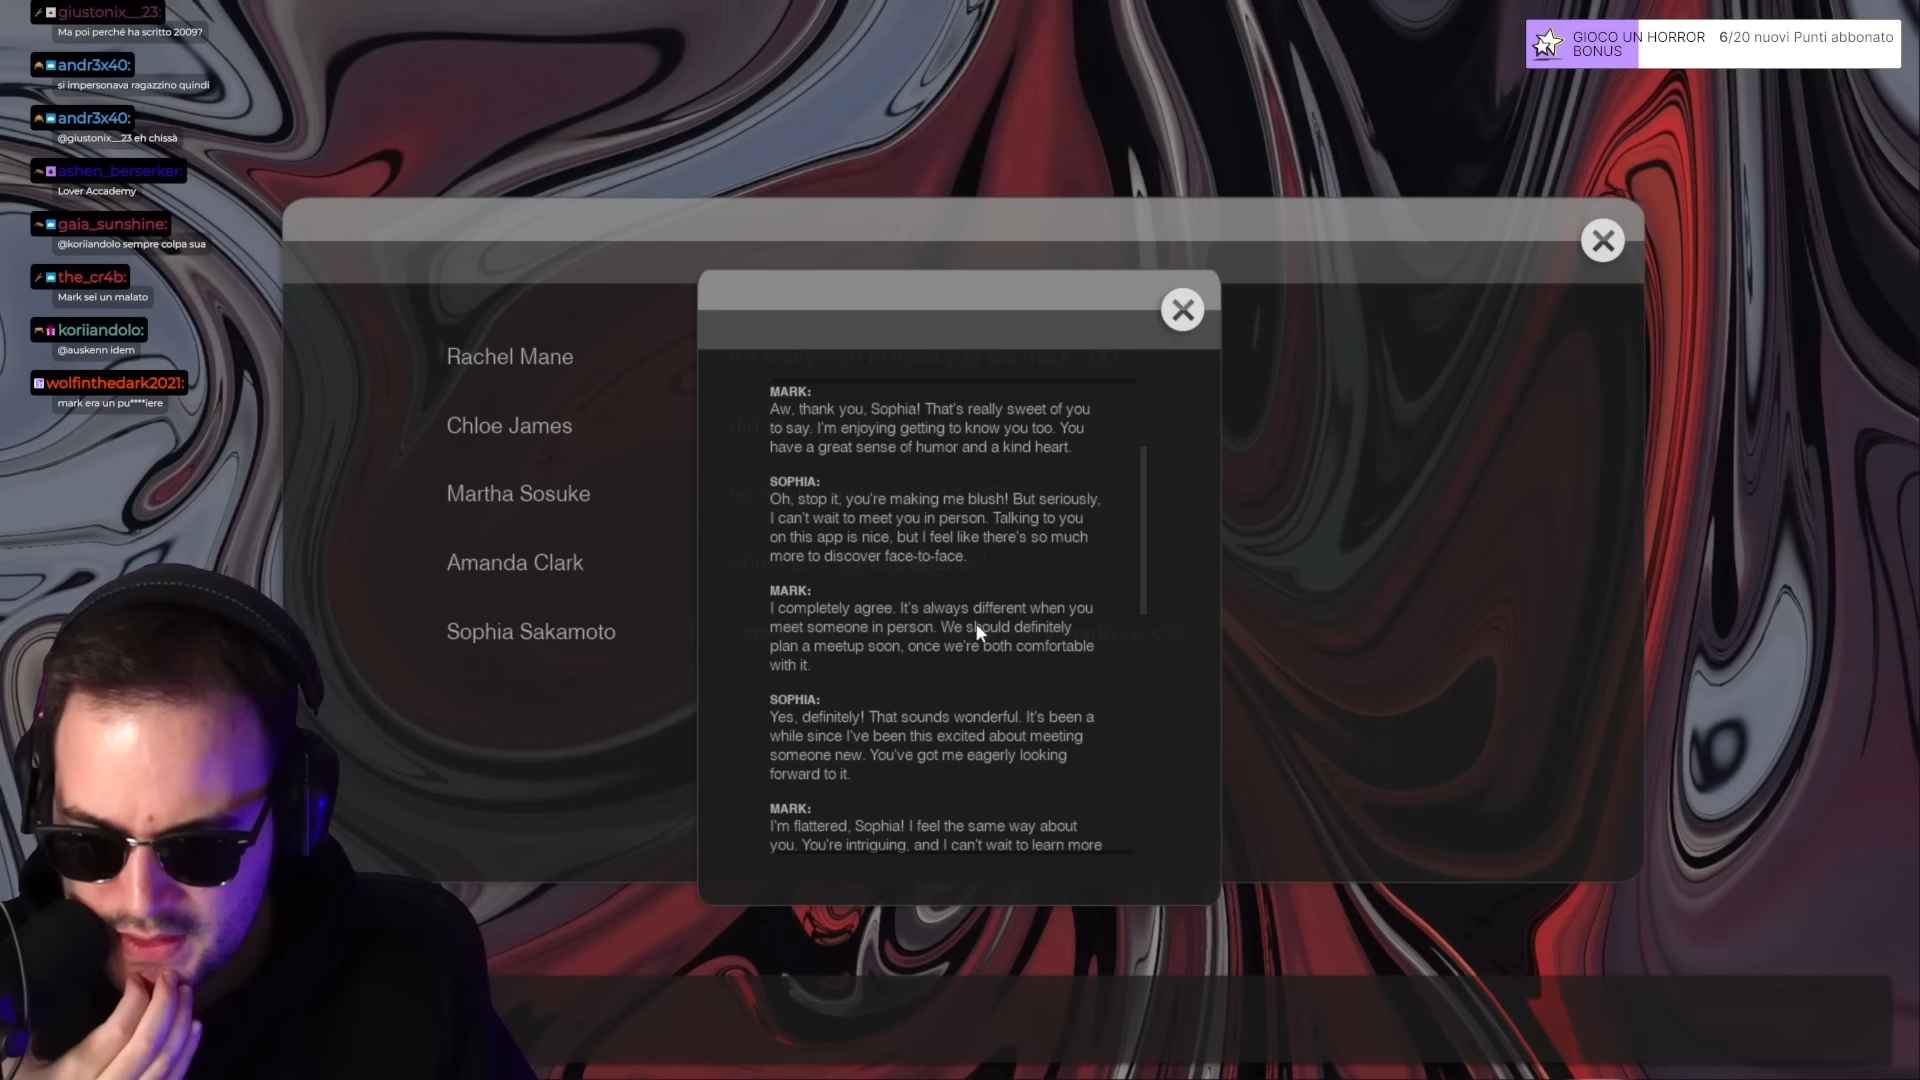 giustonix__23:
Ma poi perché ha scritto 2009?
andr3x40:
si impersonava ragazzino quindi
andr3x40:
@giustonix__23 eh chissà
ashen_berserker:
Lover Accademy
gaia_sunshine:
@koriiandolo sempre colpa sua
the_cr4b:
Mark sei un malato
koriiandolo:
@auskenn idem
wolfinthedark2021:
mark era un pu****iere
GIOCO UN HORROR
BONUS
6/20 nuovi Punti abbonato
Rachel Mane
Chloe James
Martha Sosuke
Amanda Clark
Sophia Sakamoto
MARK:
Aw, thank you, Sophia! That's really sweet of you
to say. I'm enjoying getting to know you too. You
have a great sense of humor and a kind heart.
SOPHIA:
Oh, stop it, you're making me blush! But seriously,
I can't wait to meet you in person. Talking to you
on this app is nice, but I feel like there's so much
more to discover face-to-face.
MARK:
I completely agree. It's always different when you
meet someone in person. We should definitely
plan a meetup soon, once we're both comfortable
with it.
SOPHIA:
Yes, definitely! That sounds wonderful. It's been a
while since I've been this excited about meeting
someone new. You've got me eagerly looking
forward to it.
MARK:
I'm flattered, Sophia! I feel the same way about
you. You're intriguing, and I can't wait to learn more